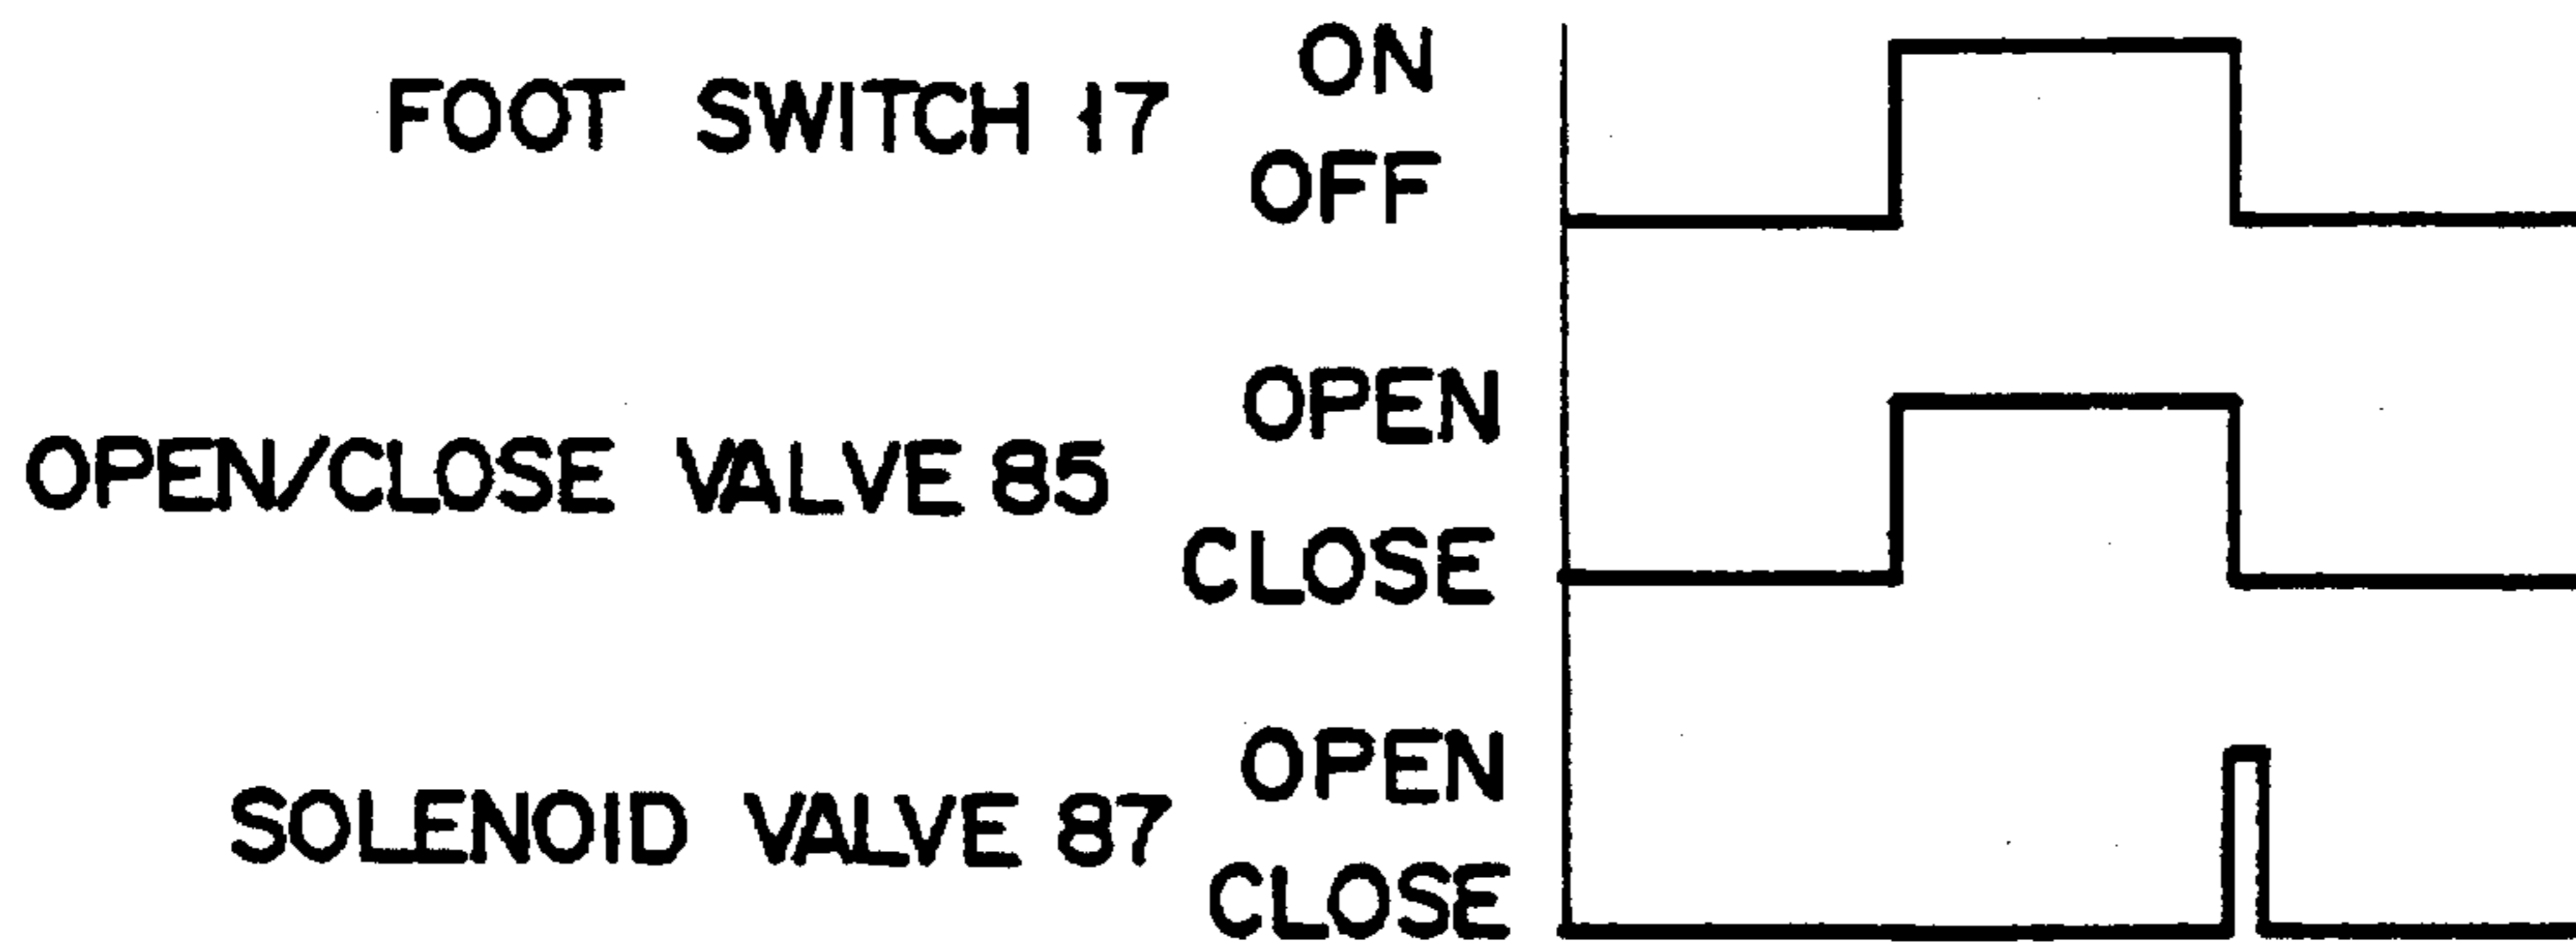 ON
FOOT SWITCH 17
OFF
OPEN
OPEN/CLOSE VALVE 85
CLOSE
OPEN
SOLENOID VALVE 87
CLOSE